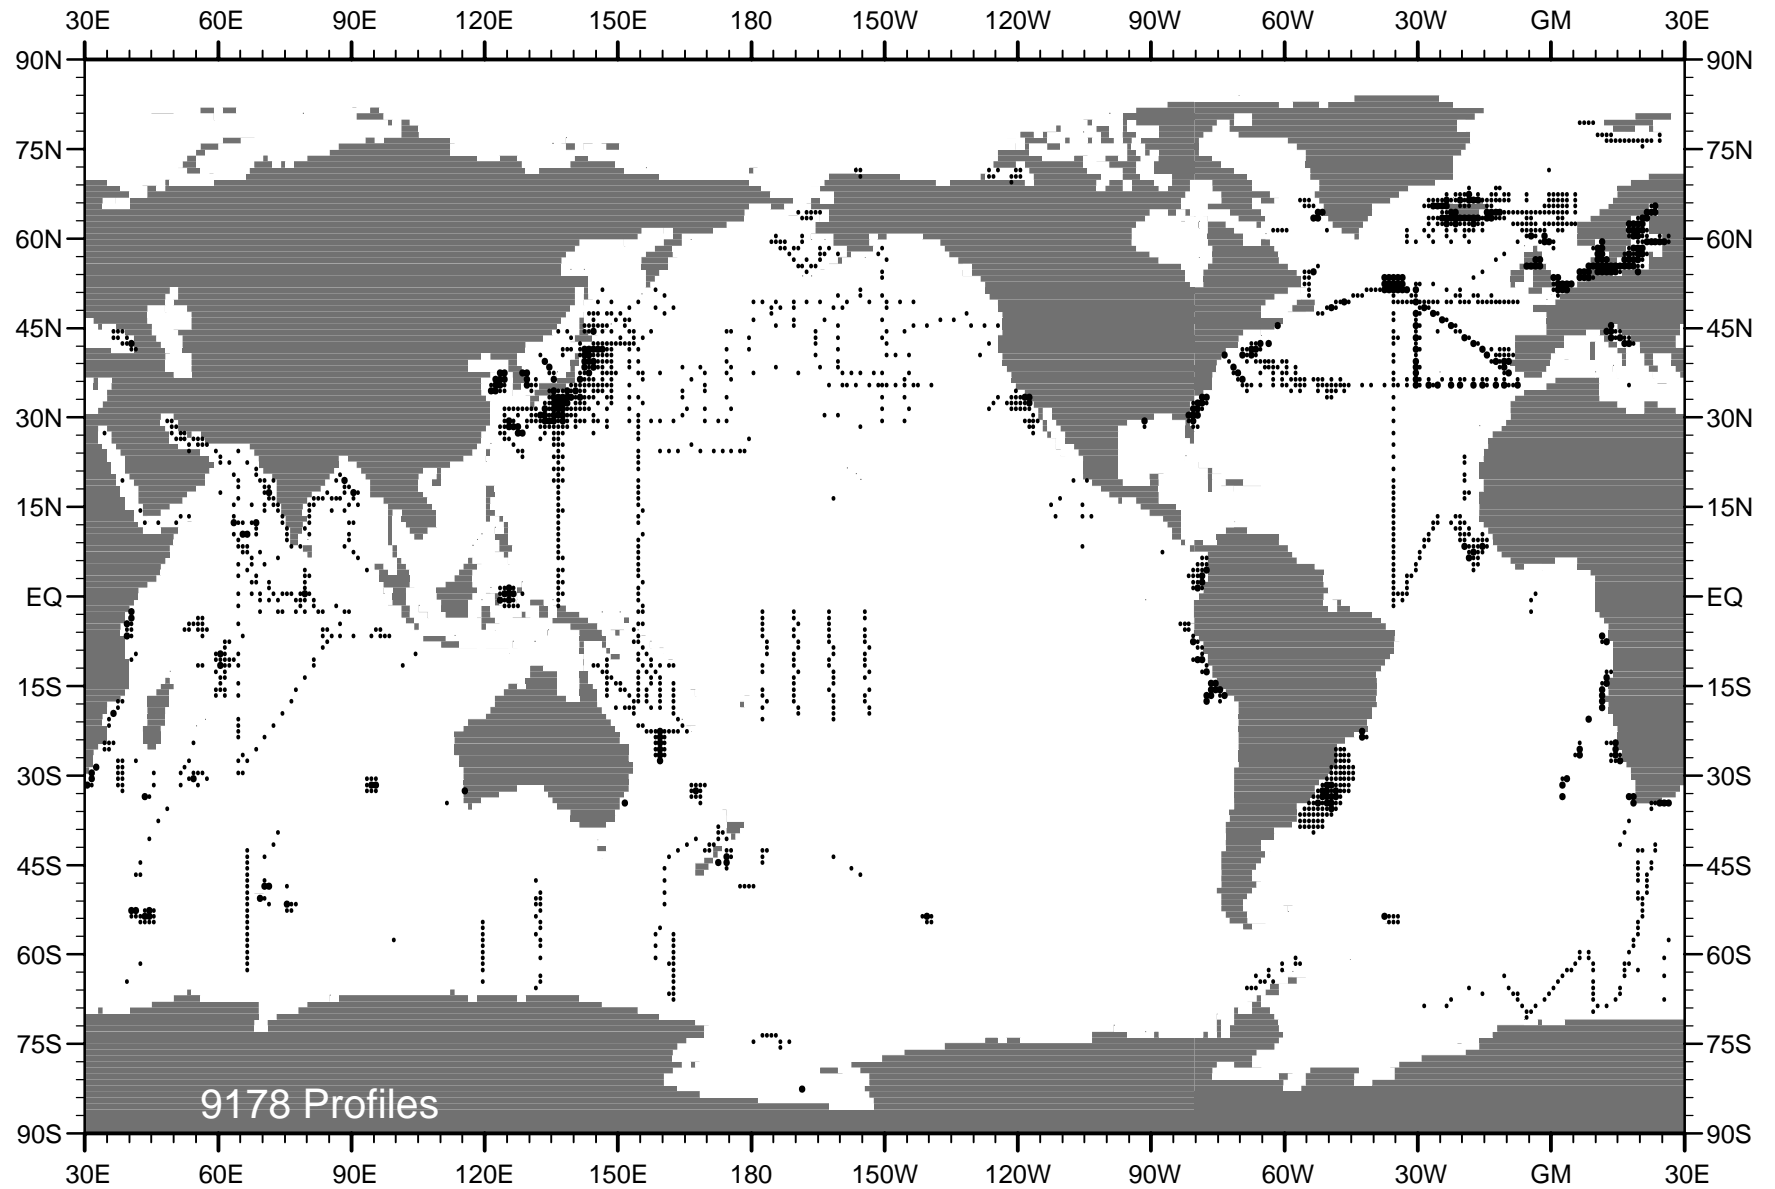 30E 60E 90E 120E 150E 180 150W 120W 90W 60W 30W GM 30E
90N 90N
75N 75N
60N 60N
45N 45N
30N 30N
15N 15N
EQ EQ
15S 15S
30S 30S
45S 45S
60S 60S
75S 75S
9178 Profiles
90S 90S
30E 60E 90E 120E 150E 180 150W 120W 90W 60W 30W GM 30E